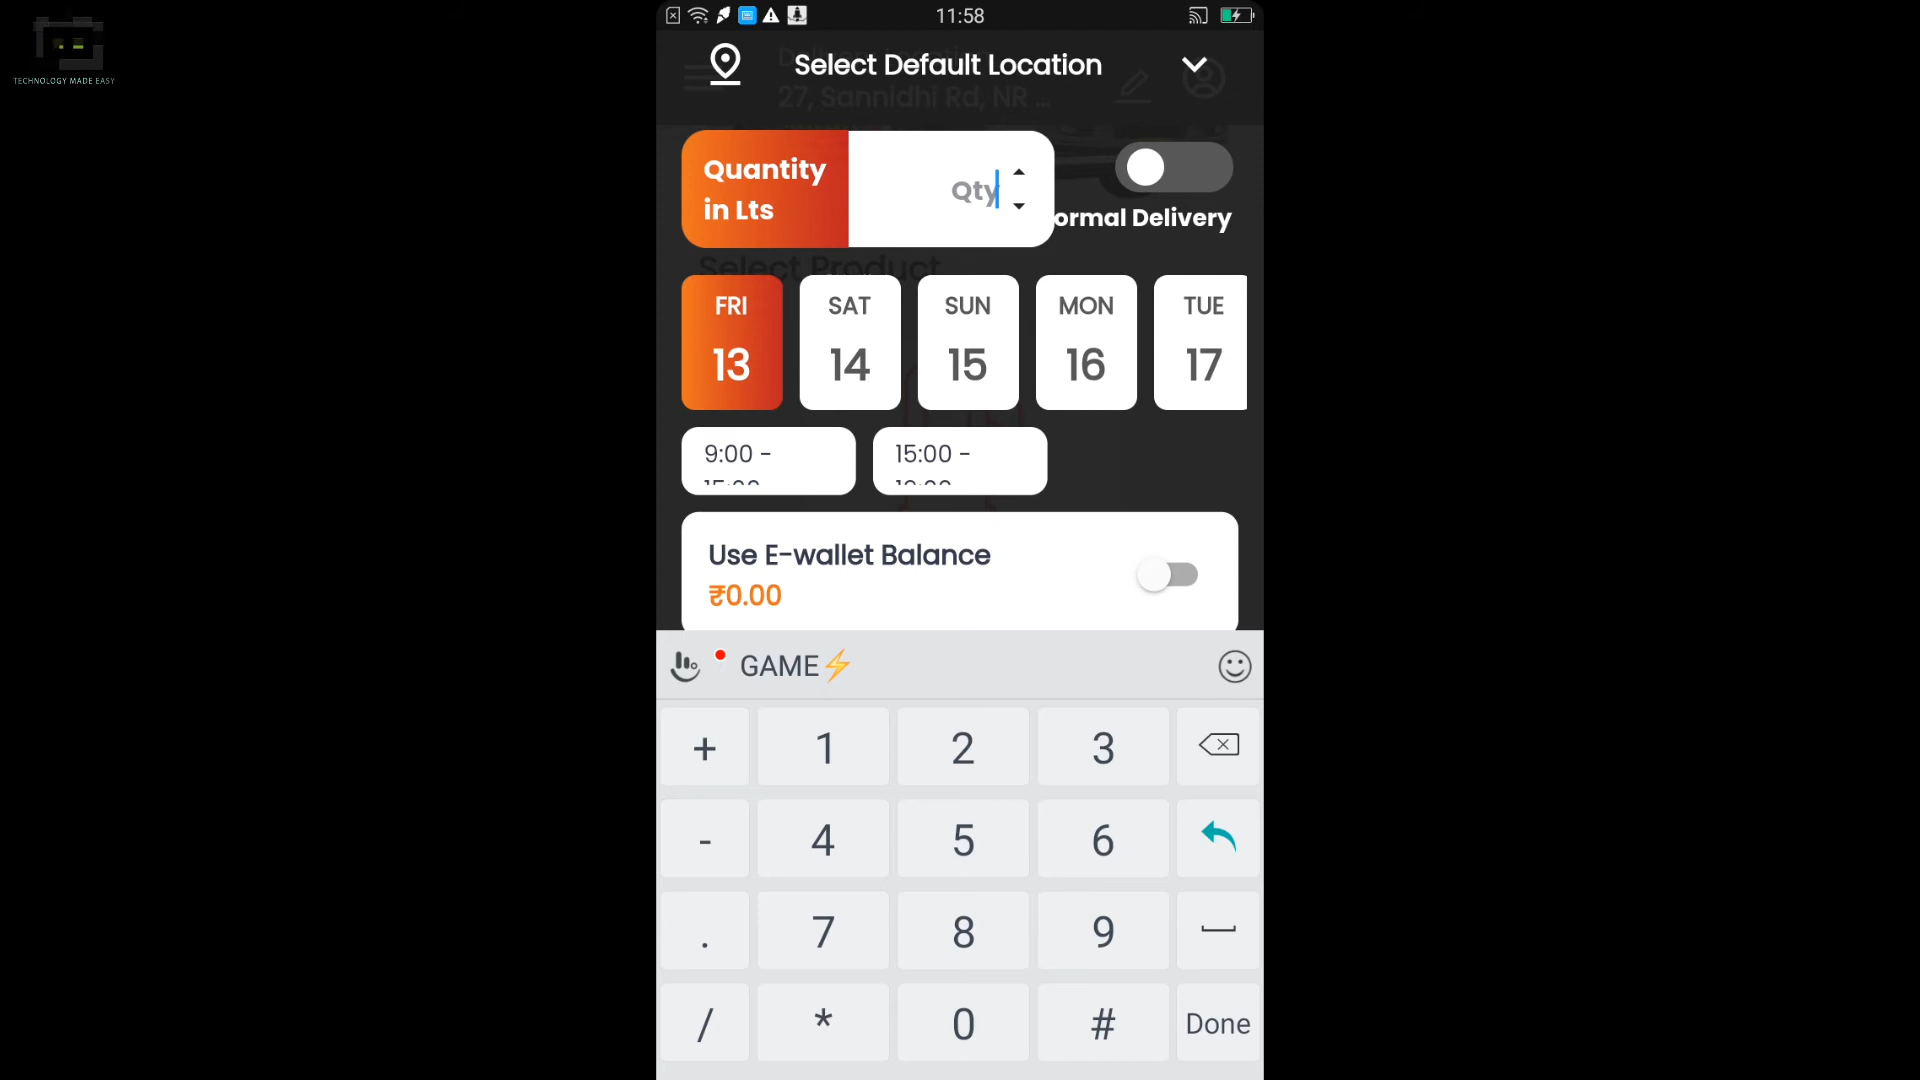 11:58
TECHNOLOGY MADE EASY
Select Default Location
27, Sannidhi Rd, NR ...
Quantity
in Lts
Qty
ormal Delivery
Select Product
FRI
13
SAT
14
SUN
15
MON
16
TUE
17
9:00 -
15:00
15:00 -
Use E-wallet Balance
₹0.00
GAME⚡
+ 1 2 3
- 4 5 6
. 7 8 9
/ * 0 # Done